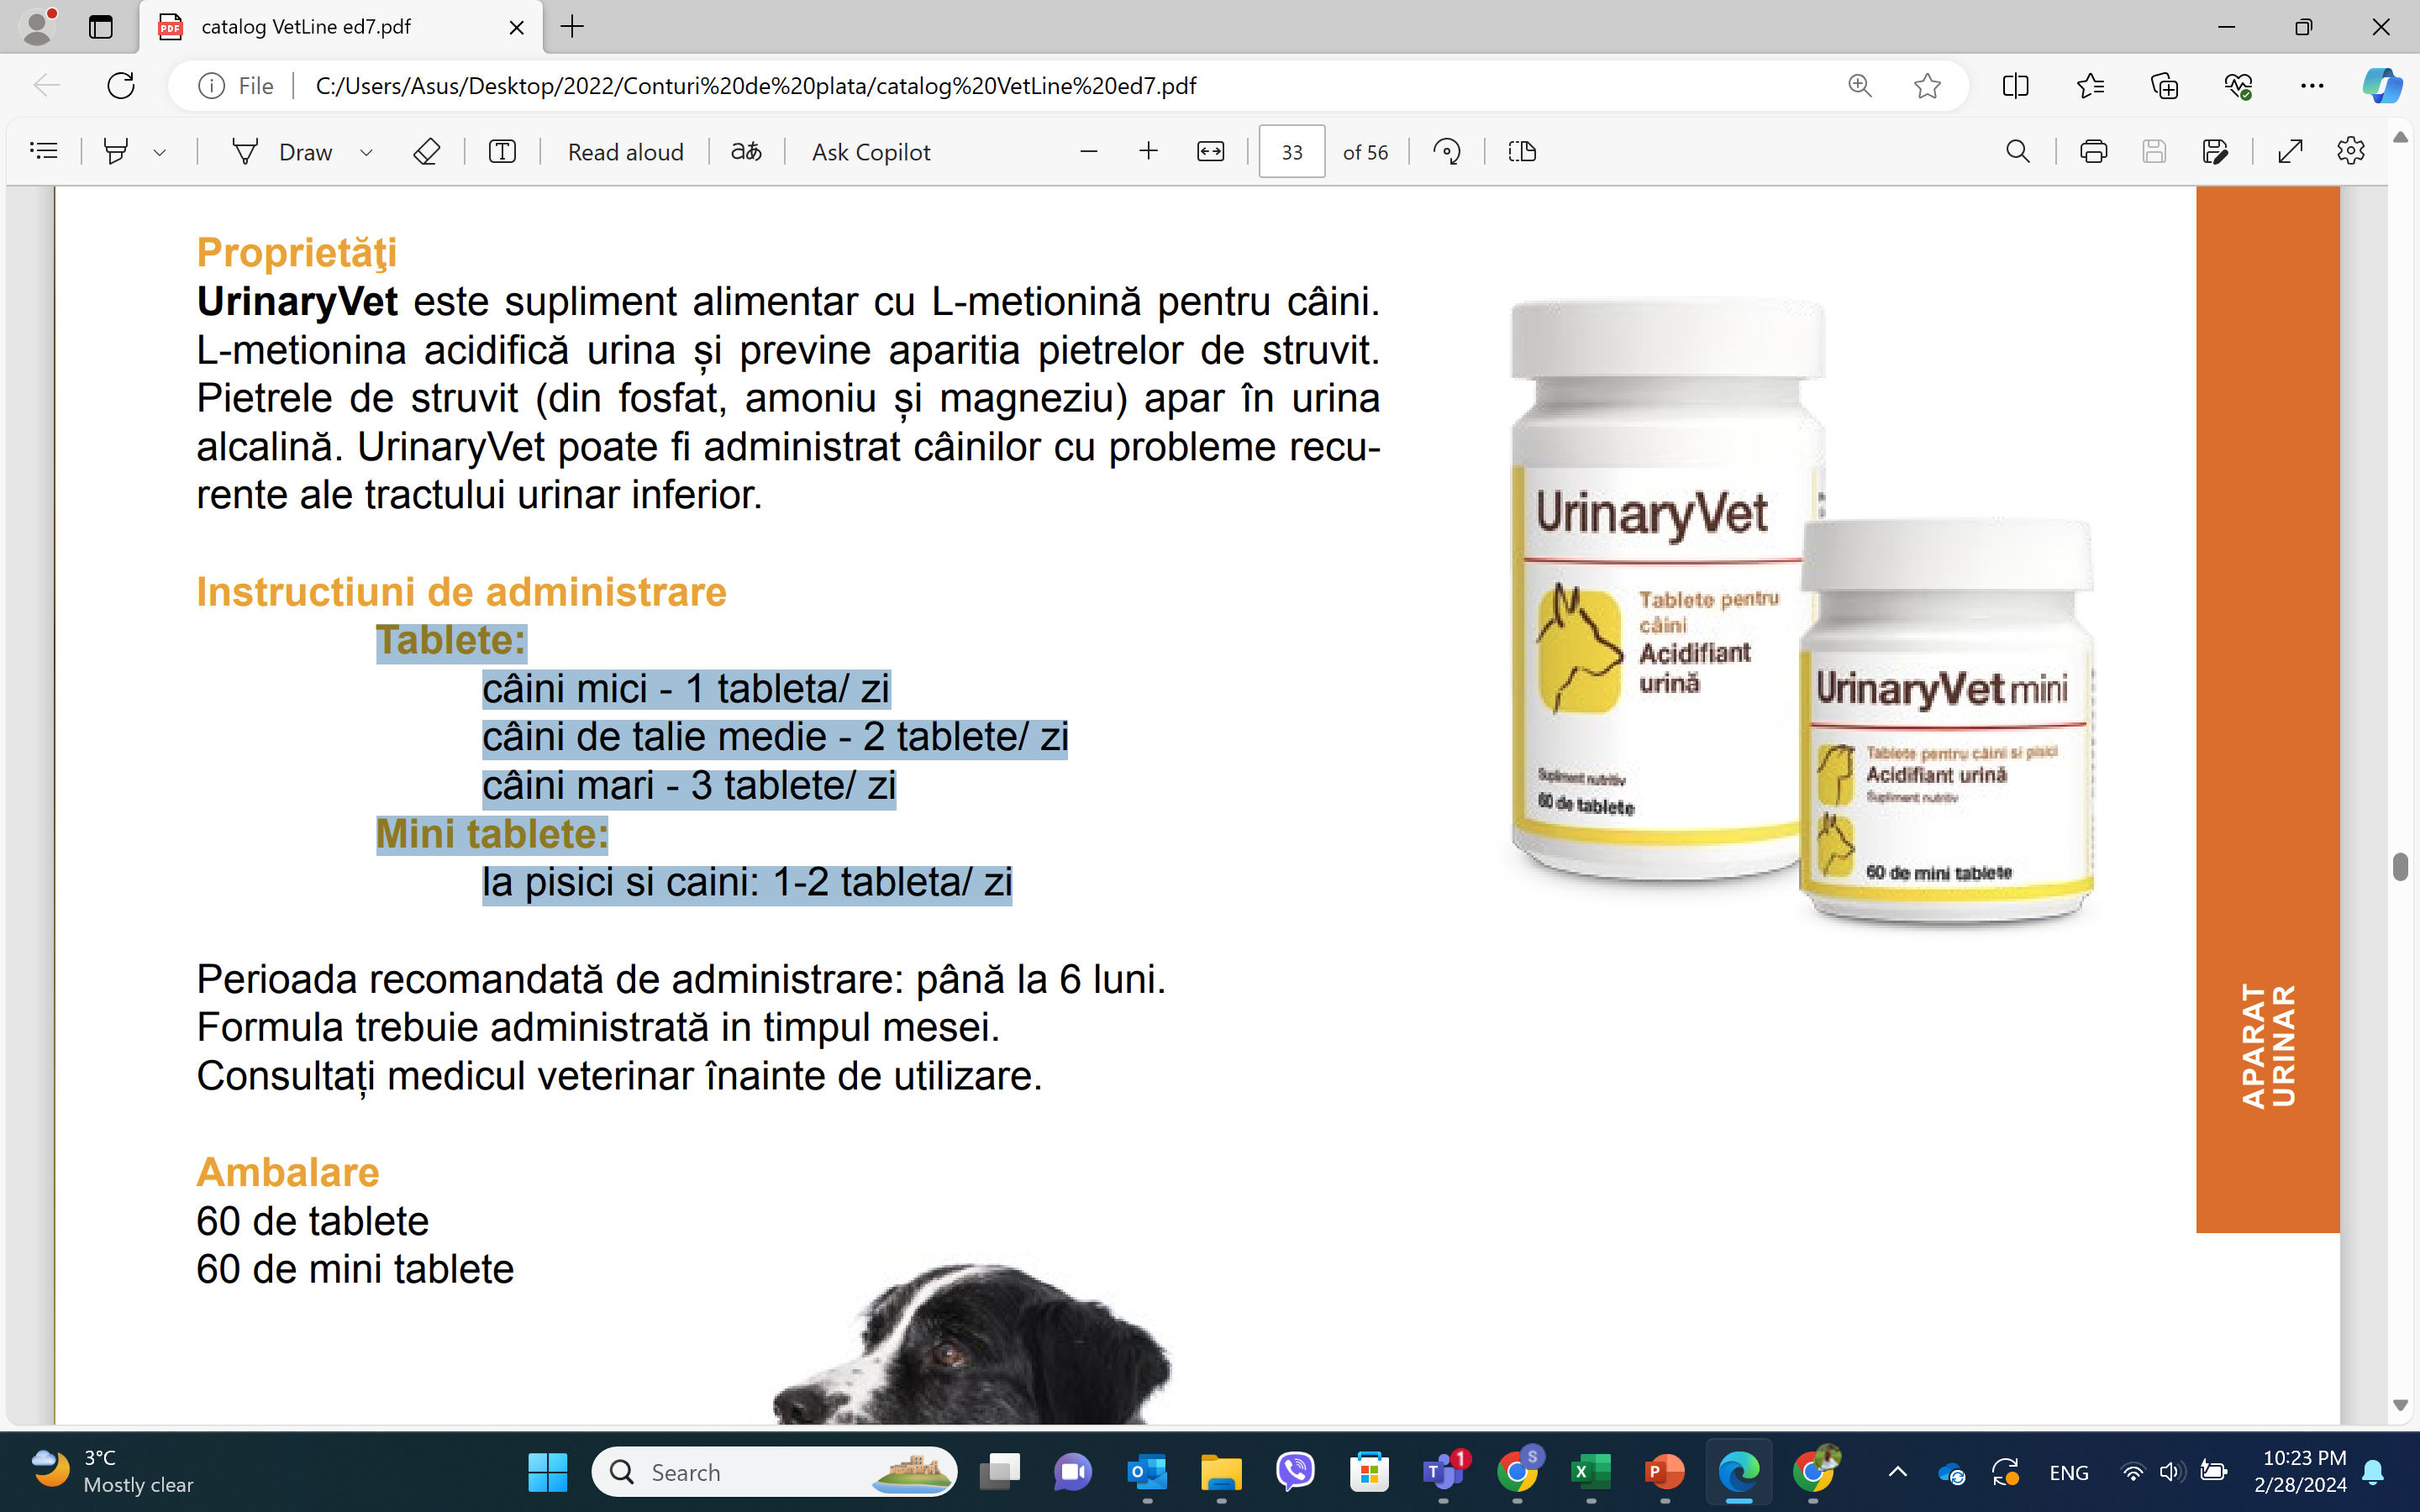 catalog VetLine ed7.pdf
File
C:/Users/Asus/Desktop/2022/Conturi%20de%20plata/catalog%20VetLine%20ed7.pdf
Draw
Read aloud
aあ
Ask Copilot
33
of 56
Proprietăţi
UrinaryVet este supliment alimentar cu L-metionină pentru câini.
L-metionina acidifică urina și previne aparitia pietrelor de struvit.
Pietrele de struvit (din fosfat, amoniu și magneziu) apar în urina
alcalină. UrinaryVet poate fi administrat câinilor cu probleme recu-
rente ale tractului urinar inferior.
Instructiuni de administrare
Tablete:
câini mici - 1 tableta/ zi
câini de talie medie - 2 tablete/ zi
câini mari - 3 tablete/ zi
Mini tablete:
la pisici si caini: 1-2 tableta/ zi
Perioada recomandată de administrare: până la 6 luni.
Formula trebuie administrată in timpul mesei.
Consultați medicul veterinar înainte de utilizare.
Ambalare
60 de tablete
60 de mini tablete
UrinaryVet
Tablete pentru
câini
Acidifiant
urină
Supliment nutritiv
60 de tablete
UrinaryVet mini
Tablete pentru câini si pisici
Acidifiant urină
Supliment nutritiv
60 de mini tablete
APARAT
URINAR
3°C
Mostly clear
Search
1
S
ENG
10:23 PM
2/28/2024